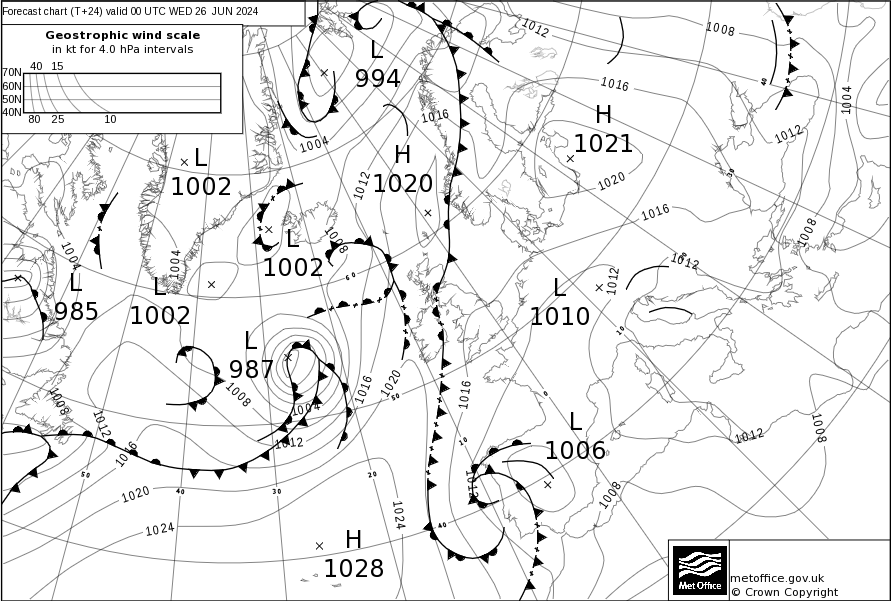 Forecast chart (T+24) valid 00 UTC WED 26 JUN 2024
Geostrophic wind scale
in kt for 4.0 hPa intervals
40 15
70N
60N
50N
40N
80 25 10
L
994
1012
1008
1016
H
1021
1004
1012
1016
1004
L
1002
H
1020
1012
1020
1016
1008
1004
1004
L
1002
1008
60
1012
1012
L
985
L
1002
L
1010
L
987
10
1008
1016
1020
1016
50
0
1008
1012
1004
1012
1016
L
1006
10
1012
1008
50
40
30
20
1012
1020
1008
1024
1024
40
H
1028
Met Office
metoffice.gov.uk
© Crown Copyright